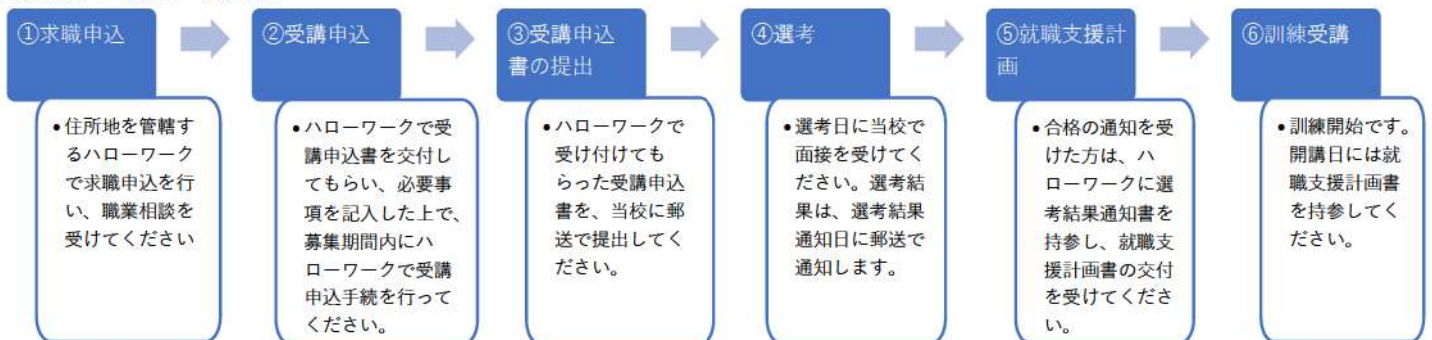 ①求職申込
• 住所地を管轄す
るハローワーク
で求職申込を行
い、職業相談を
受けてください
②受講申込
• ハローワークで受
講申込書を交付し
てもらい、必要事
項を記入した上で、
募集期間内にハ
ローワークで受講
申込手続を行って
ください。
③受講申込
書の提出
• ハローワークで
受け付けても
らった受講申込
書を、当校に郵
送で提出してく
ださい。
④選考
• 選考日に当校で
面接を受けてく
ださい。選考結
果は、選考結果
通知日に郵送で
通知します。
⑤就職支援計
画
• 合格の通知を受
けた方は、ハ
ローワークに選
考結果通知書を
持参し、就職支
援計画書の交付
を受けてくださ
い。
⑥訓練受講
• 訓練開始です。
開講日には就
職支援計画書
を持参してく
ださい。